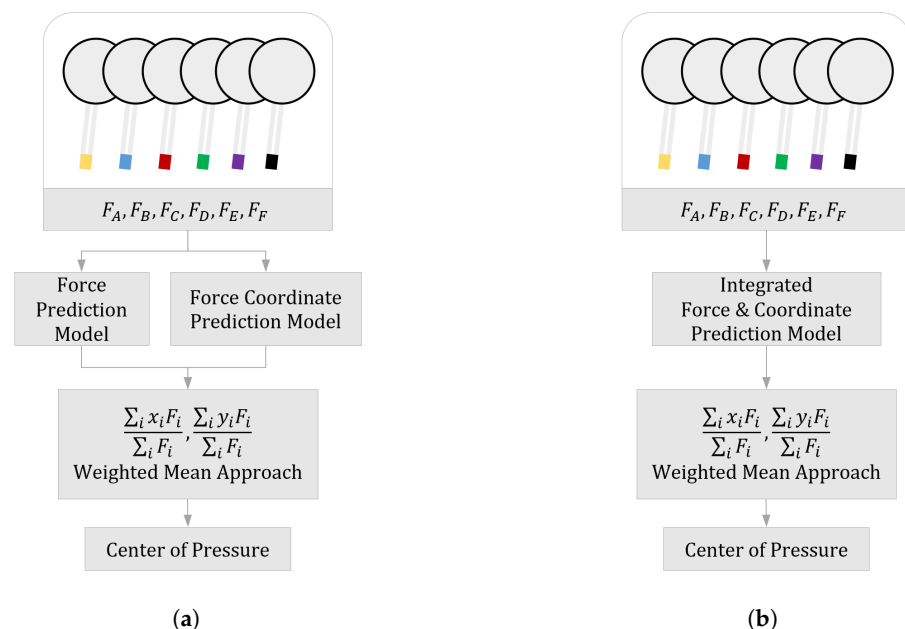 F_A, F_B, F_C, F_D, F_E, F_F
Force
Prediction
Model
Force Coordinate
Prediction Model
∑_i x_i F_i / ∑_i F_i , ∑_i y_i F_i / ∑_i F_i
Weighted Mean Approach
Center of Pressure
(a)
F_A, F_B, F_C, F_D, F_E, F_F
Integrated
Force & Coordinate
Prediction Model
∑_i x_i F_i / ∑_i F_i , ∑_i y_i F_i / ∑_i F_i
Weighted Mean Approach
Center of Pressure
(b)